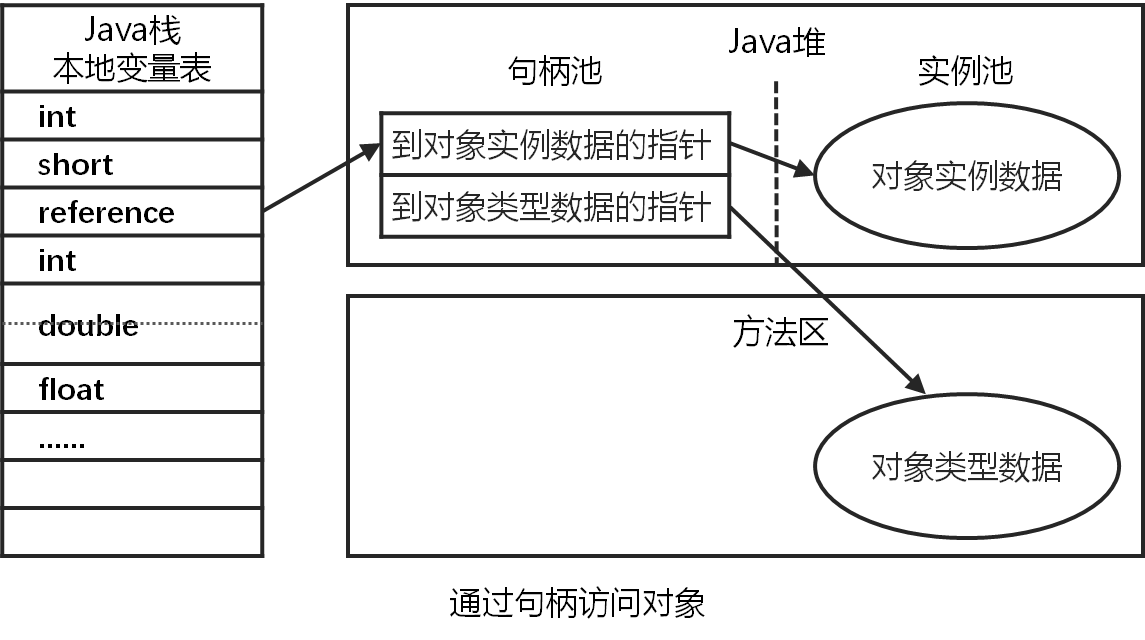 Java栈
本地变量表
int
short
reference
int
double
float
......
Java堆
句柄池
实例池
到对象实例数据的指针
到对象类型数据的指针
对象实例数据
方法区
对象类型数据
通过句柄访问对象